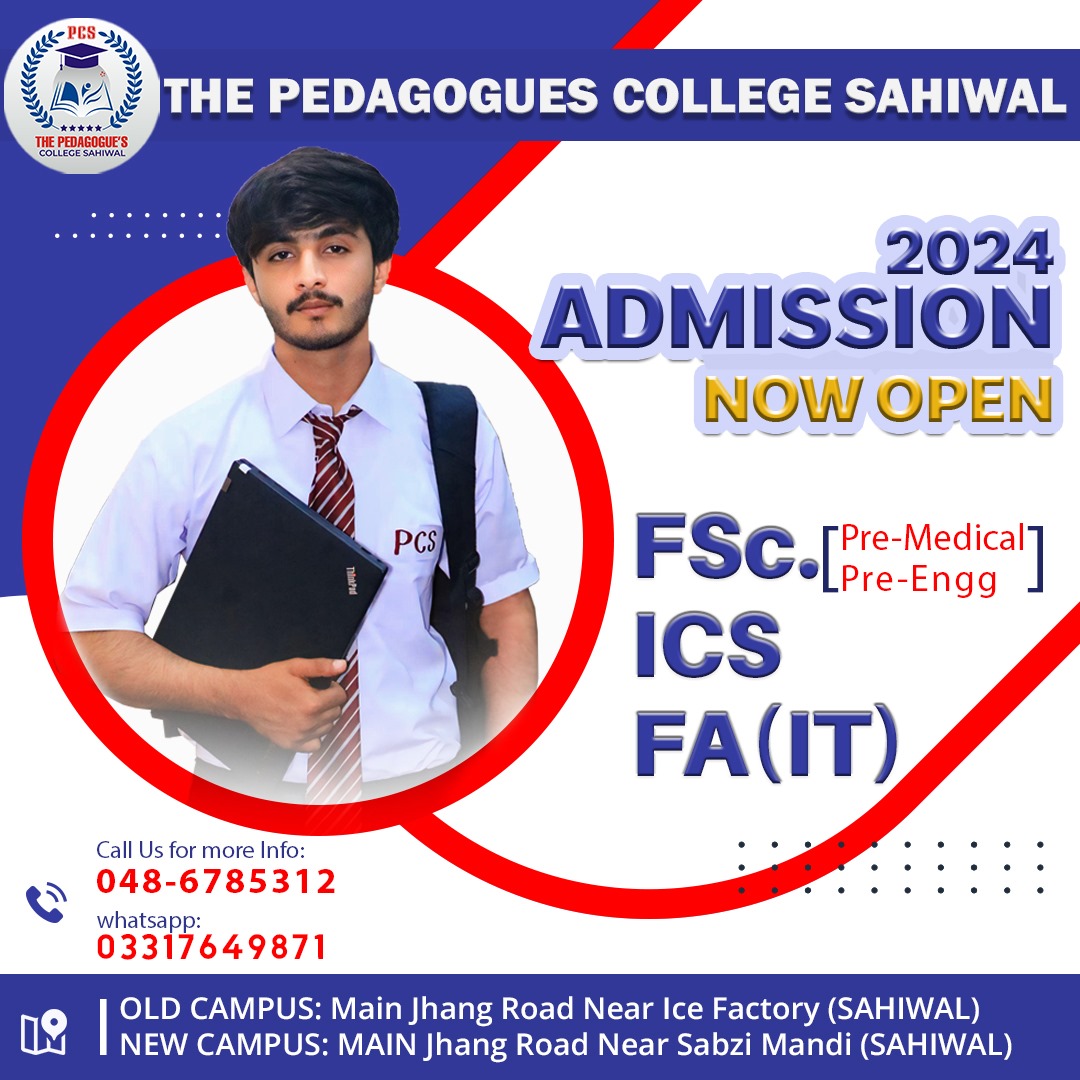 PCS
THE PEDAGOGUE'S
COLLEGE SAHIWAL
THE PEDAGOGUES COLLEGE SAHIWAL
2024
ADMISSION
NOW OPEN
FSc. [Pre-Medical
Pre-Engg]
ICS
FA(IT)
PCS
ThinkPad
Call Us for more Info:
048-6785312
whatsapp:
03317649871
OLD CAMPUS: Main Jhang Road Near Ice Factory (SAHIWAL)
NEW CAMPUS: MAIN Jhang Road Near Sabzi Mandi (SAHIWAL)